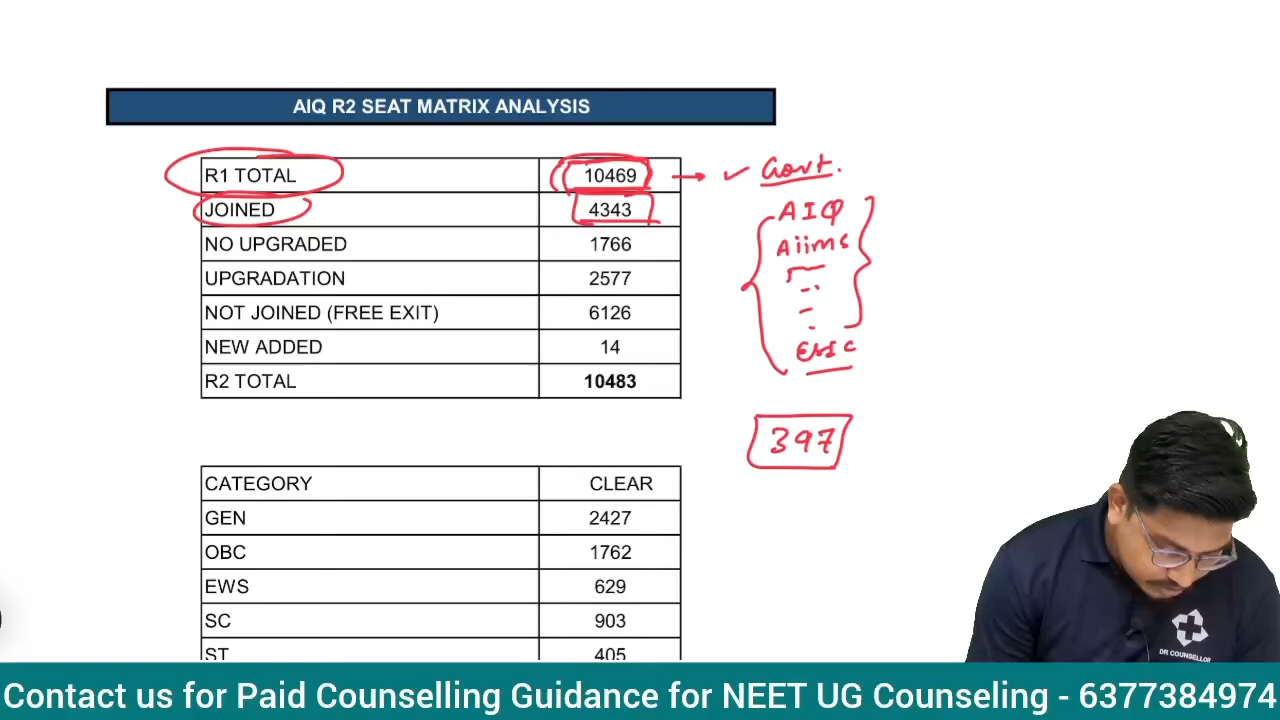 AIQ R2 SEAT MATRIX ANALYSIS
R1 TOTAL 10469 → ✓ Govt.
JOINED 4343 AIQ
NO UPGRADED 1766 Aiims
UPGRADATION 2577
NOT JOINED (FREE EXIT) 6126
NEW ADDED 14 ESIC
R2 TOTAL 10483
397
CATEGORY CLEAR
GEN 2427
OBC 1762
EWS 629
SC 903
ST 405
DR COUNSELLOR
Contact us for Paid Counselling Guidance for NEET UG Counseling - 6377384974